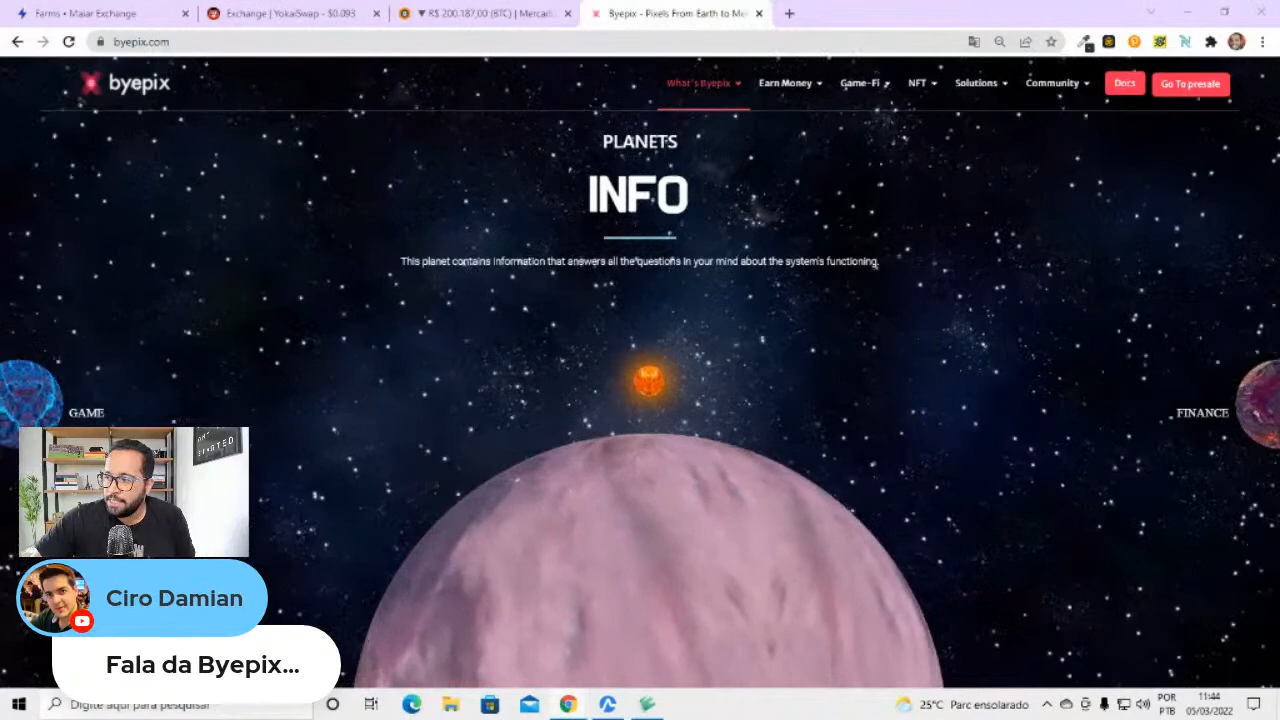 Farms • Maiar Exchange
Exchange | YokaiSwap - $0.093
▼ R$ 200.187,00 (BTC) | Mercad
Byepix - Pixels From Earth to Me
byepix.com
byepix
What's Byepix
Earn Money
Game-Fi
NFT
Solutions
Community
Docs
Go To presale
PLANETS
INFO
This planet contains information that answers all the questions in your mind about the system's functioning.
GAME
FINANCE
STARTED
Ciro Damian
Fala da Byepix...
Digite aqui para pesquisar
25°C Parc ensolarado
POR
PTB
11:44
05/03/2022